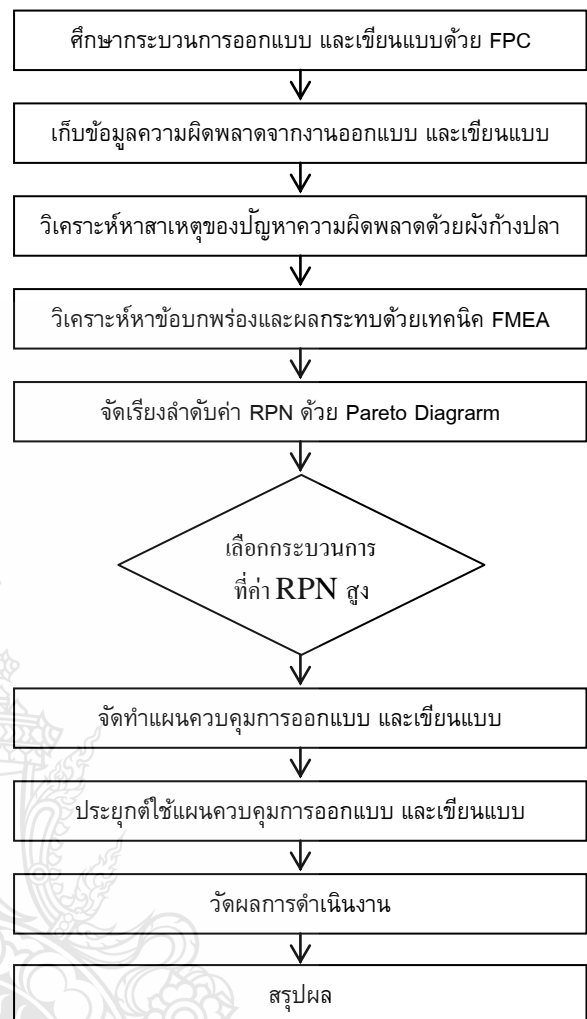 ศึกษากระบวนการออกแบบ และเขียนแบบด้วย FPC
เก็บข้อมูลความผิดพลาดจากงานออกแบบ และเขียนแบบ
วิเคราะห์หาสาเหตุของปัญหาความผิดพลาดด้วยผังก้างปลา
วิเคราะห์หาข้อบกพร่องและผลกระทบด้วยเทคนิค FMEA
จัดเรียงลำดับค่า RPN ด้วย Pareto Diagrarm
เลือกกระบวนการ
ที่ค่า RPN สูง
จัดทำแผนควบคุมการออกแบบ และเขียนแบบ
ประยุกต์ใช้แผนควบคุมการออกแบบ และเขียนแบบ
วัดผลการดำเนินงาน
สรุปผล